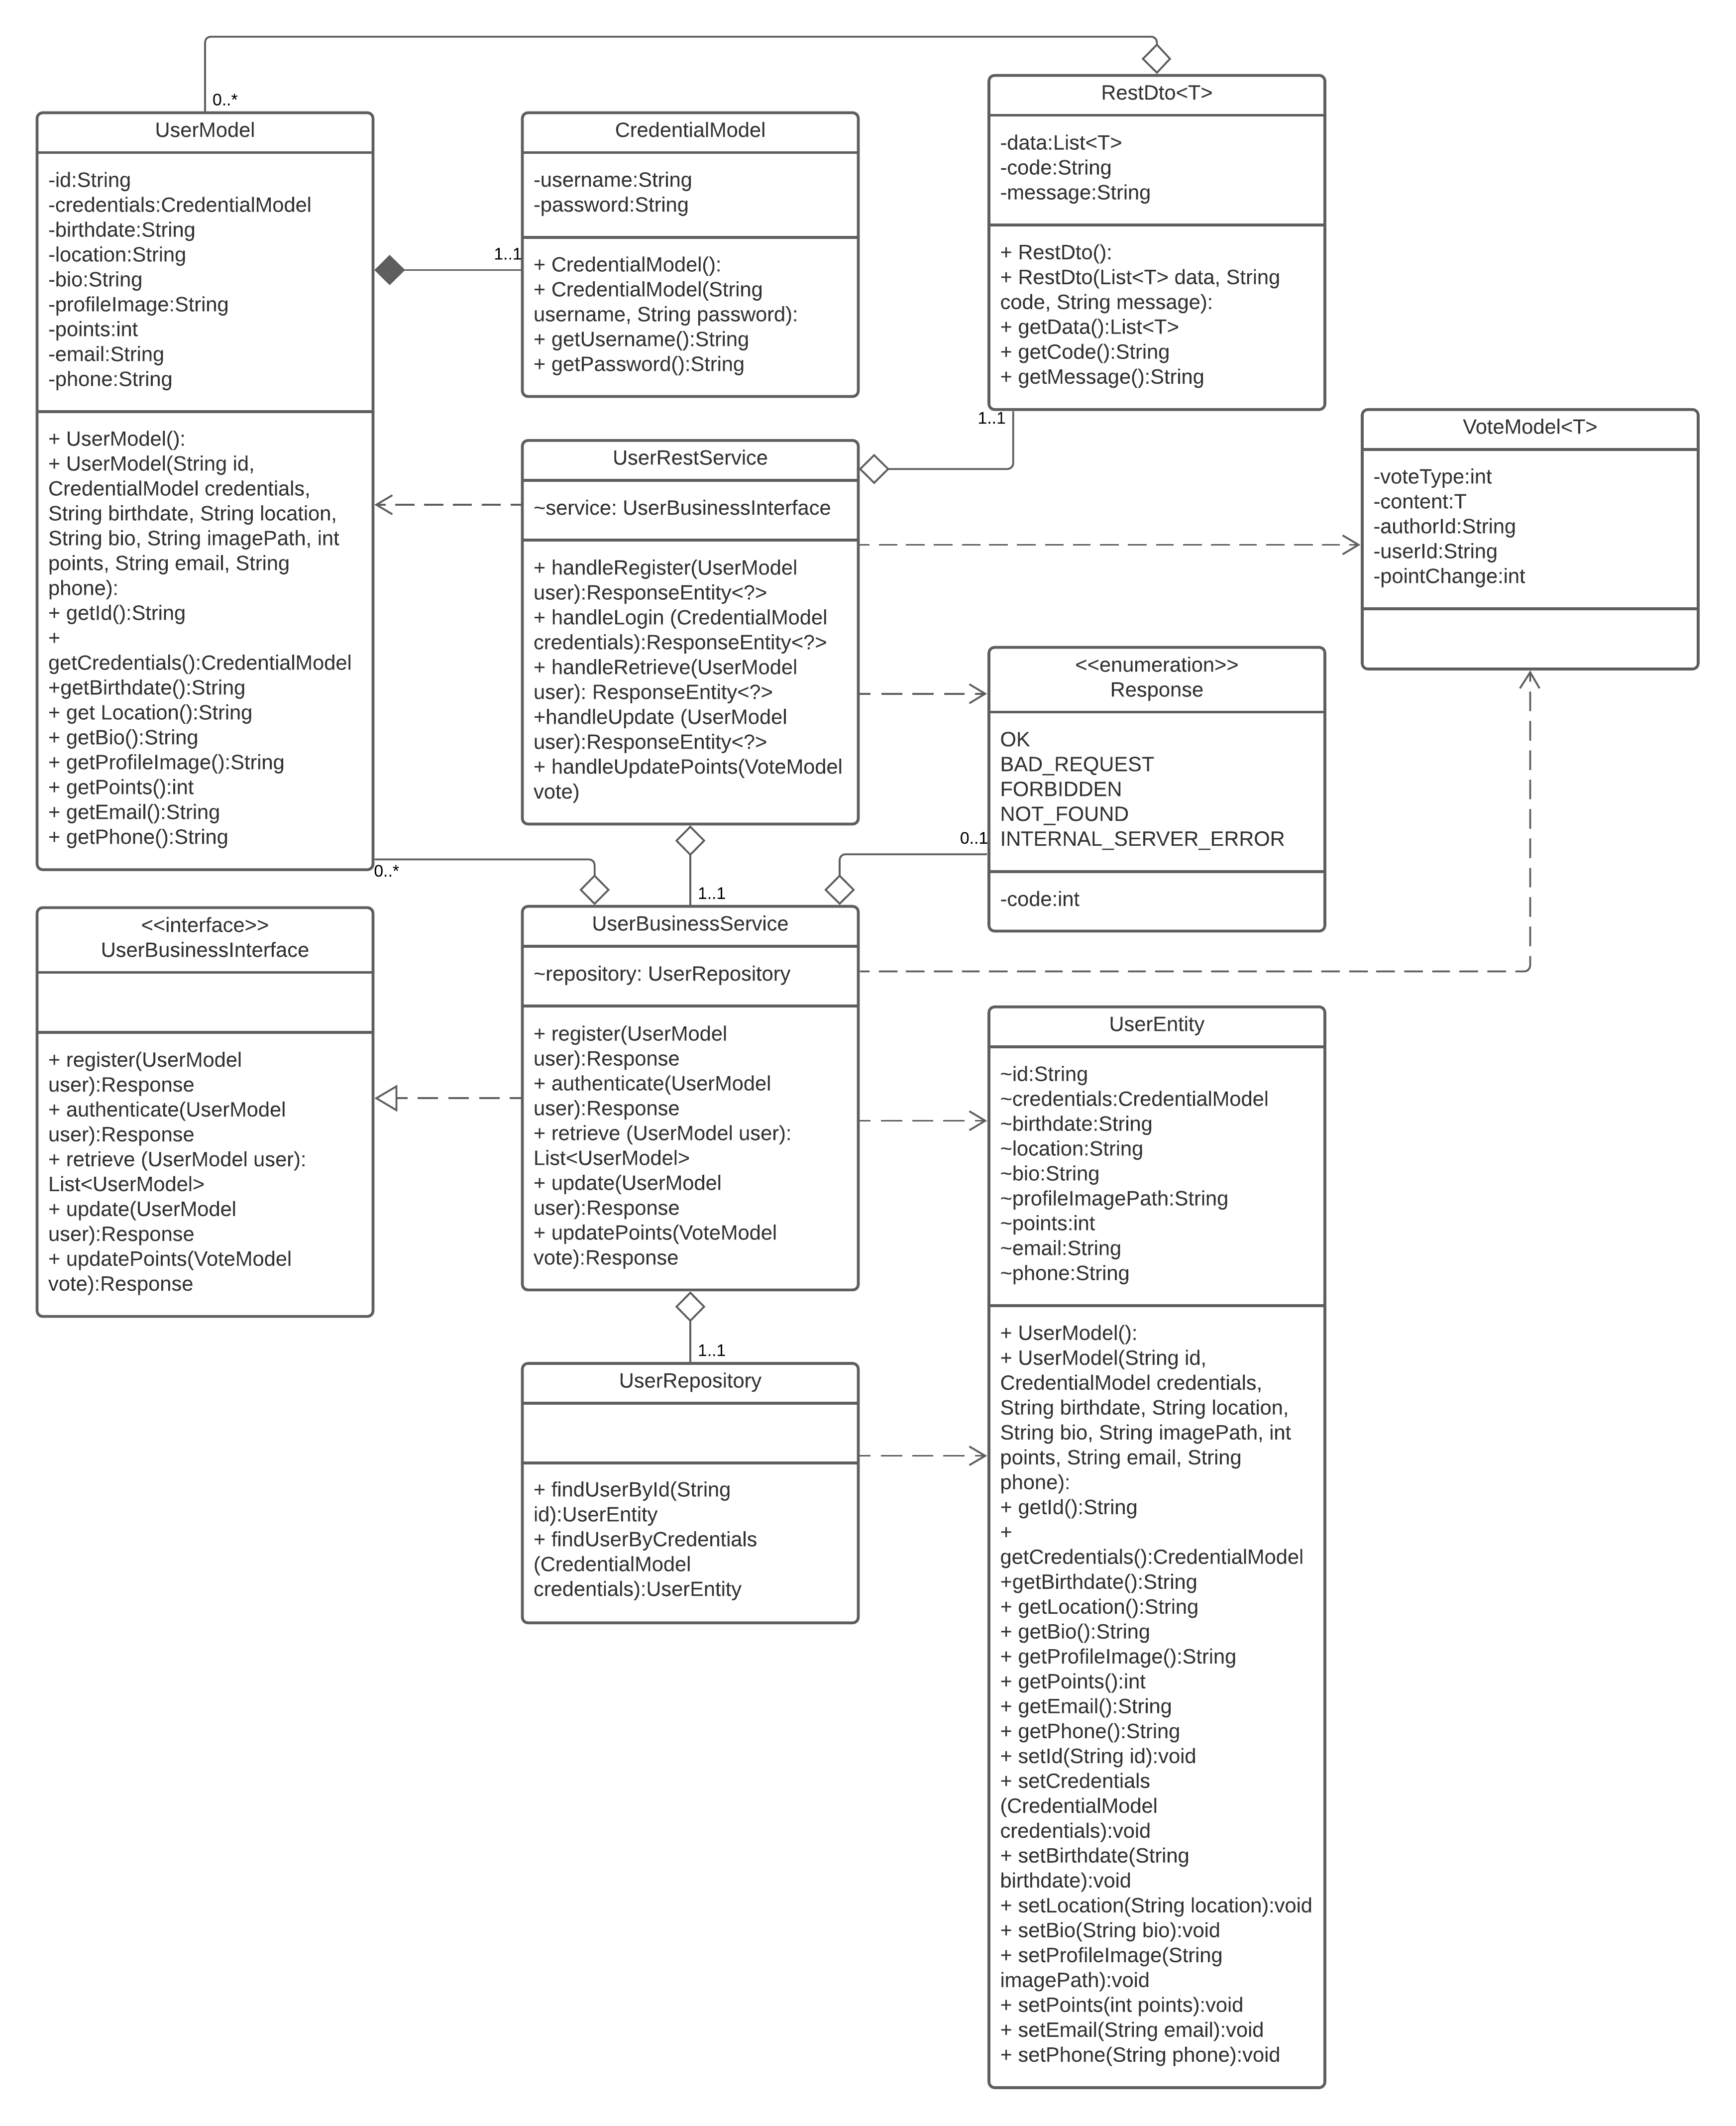 0..*
UserModel
-id:String
-credentials:CredentialModel
-birthdate:String
-location:String
-bio:String
-profileImage:String
-points:int
-email:String
-phone:String
+ UserModel():
+ UserModel(String id,
CredentialModel credentials,
String birthdate, String location,
String bio, String imagePath, int
points, String email, String
phone):
+ getId():String
+
getCredentials():CredentialModel
+getBirthdate():String
+ get Location():String
+ getBio():String
+ getProfileImage():String
+ getPoints():int
+ getEmail():String
+ getPhone():String
0..*
CredentialModel
-username:String
-password:String
1..1
+ CredentialModel():
+ CredentialModel(String
username, String password):
+ getUsername():String
+ getPassword():String
RestDto<T>
-data:List<T>
-code:String
-message:String
+ RestDto():
+ RestDto(List<T> data, String
code, String message):
+ getData():List<T>
+ getCode():String
+ getMessage():String
1..1
VoteModel<T>
-voteType:int
-content:T
-authorId:String
-userId:String
-pointChange:int
UserRestService
~service: UserBusinessInterface
+ handleRegister(UserModel
user):ResponseEntity<?>
+ handleLogin (CredentialModel
credentials):ResponseEntity<?>
+ handleRetrieve(UserModel
user): ResponseEntity<?>
+handleUpdate (UserModel
user):ResponseEntity<?>
+ handleUpdatePoints(VoteModel
vote)
1..1
<<enumeration>>
Response
OK
BAD_REQUEST
FORBIDDEN
NOT_FOUND
INTERNAL_SERVER_ERROR
0..1
-code:int
<<interface>>
UserBusinessInterface
+ register(UserModel
user):Response
+ authenticate(UserModel
user):Response
+ retrieve (UserModel user):
List<UserModel>
+ update(UserModel
user):Response
+ updatePoints(VoteModel
vote):Response
UserBusinessService
~repository: UserRepository
+ register(UserModel
user):Response
+ authenticate(UserModel
user):Response
+ retrieve (UserModel user):
List<UserModel>
+ update(UserModel
user):Response
+ updatePoints(VoteModel
vote):Response
1..1
UserRepository
+ findUserById(String
id):UserEntity
+ findUserByCredentials
(CredentialModel
credentials):UserEntity
UserEntity
~id:String
~credentials:CredentialModel
~birthdate:String
~location:String
~bio:String
~profileImagePath:String
~points:int
~email:String
~phone:String
+ UserModel():
+ UserModel(String id,
CredentialModel credentials,
String birthdate, String location,
String bio, String imagePath, int
points, String email, String
phone):
+ getId():String
+
getCredentials():CredentialModel
+getBirthdate():String
+ getLocation():String
+ getBio():String
+ getProfileImage():String
+ getPoints():int
+ getEmail():String
+ getPhone():String
+ setId(String id):void
+ setCredentials
(CredentialModel
credentials):void
+ setBirthdate(String
birthdate):void
+ setLocation(String location):void
+ setBio(String bio):void
+ setProfileImage(String
imagePath):void
+ setPoints(int points):void
+ setEmail(String email):void
+ setPhone(String phone):void